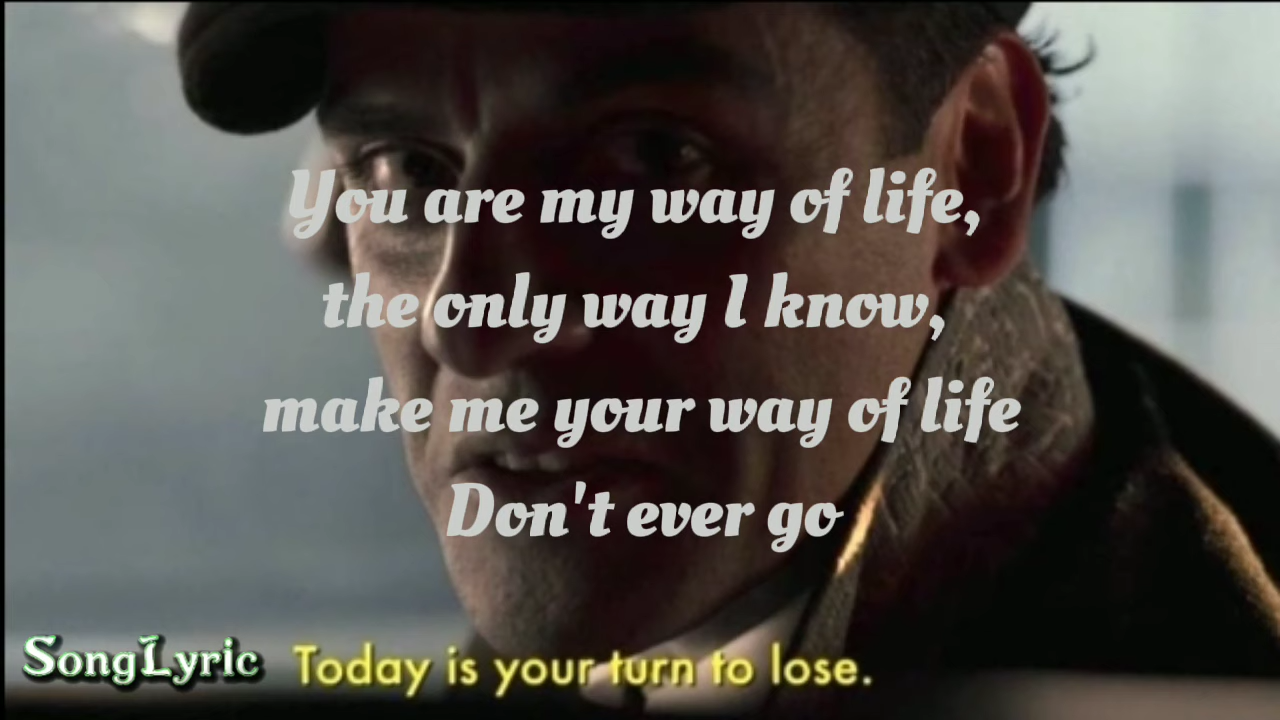 You are my way of life,
the only way I know,
make me your way of life
Don't ever go
SongLyric
Today is your turn to lose.